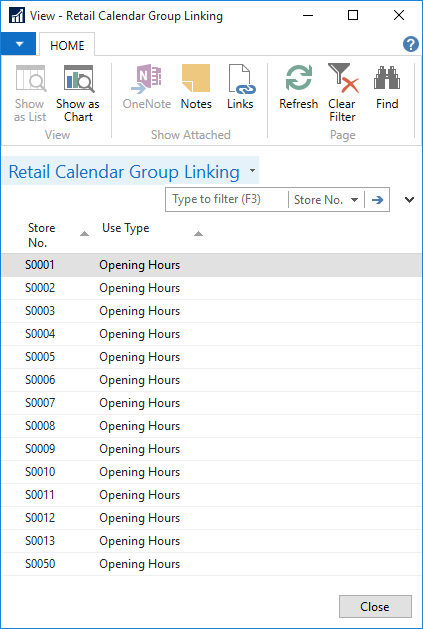 View - Retail Calendar Group Linking
HOME
Show as List
Show as Chart
OneNote
Notes
Links
Refresh
Clear Filter
Find
View
Show Attached
Page
Retail Calendar Group Linking
Type to filter (F3) Store No.
Store No. Use Type
S0001 Opening Hours
S0002 Opening Hours
S0003 Opening Hours
S0004 Opening Hours
S0005 Opening Hours
S0006 Opening Hours
S0007 Opening Hours
S0008 Opening Hours
S0009 Opening Hours
S0010 Opening Hours
S0011 Opening Hours
S0012 Opening Hours
S0013 Opening Hours
S0050 Opening Hours
Close